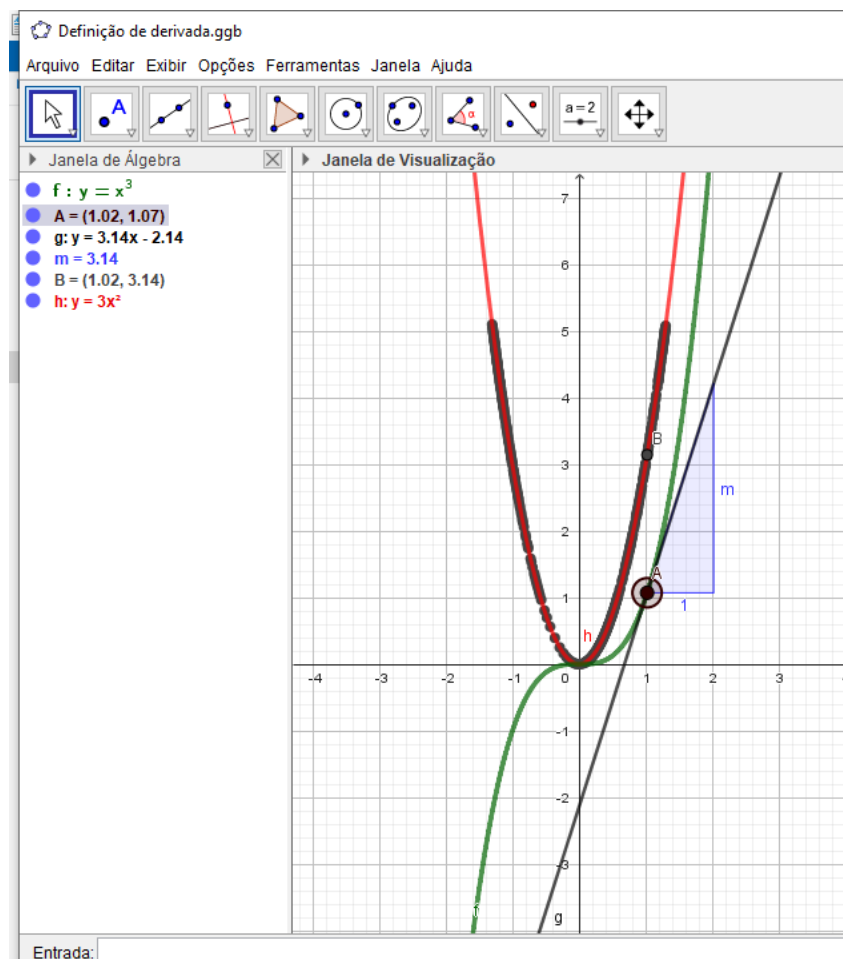 Definição de derivada.ggb
Arquivo Editar Exibir Opções Ferramentas Janela Ajuda
A
α
a=2
Janela de Álgebra
Janela de Visualização
f : y = x³
A = (1.02, 1.07)
g: y = 3.14x - 2.14
m = 3.14
B = (1.02, 3.14)
h: y = 3x²
7
6
5
4
B
3
m
2
A
1
1
h
-4 -3 -2 -1 0 1 2 3
-1
-2
-3
f
g
Entrada: